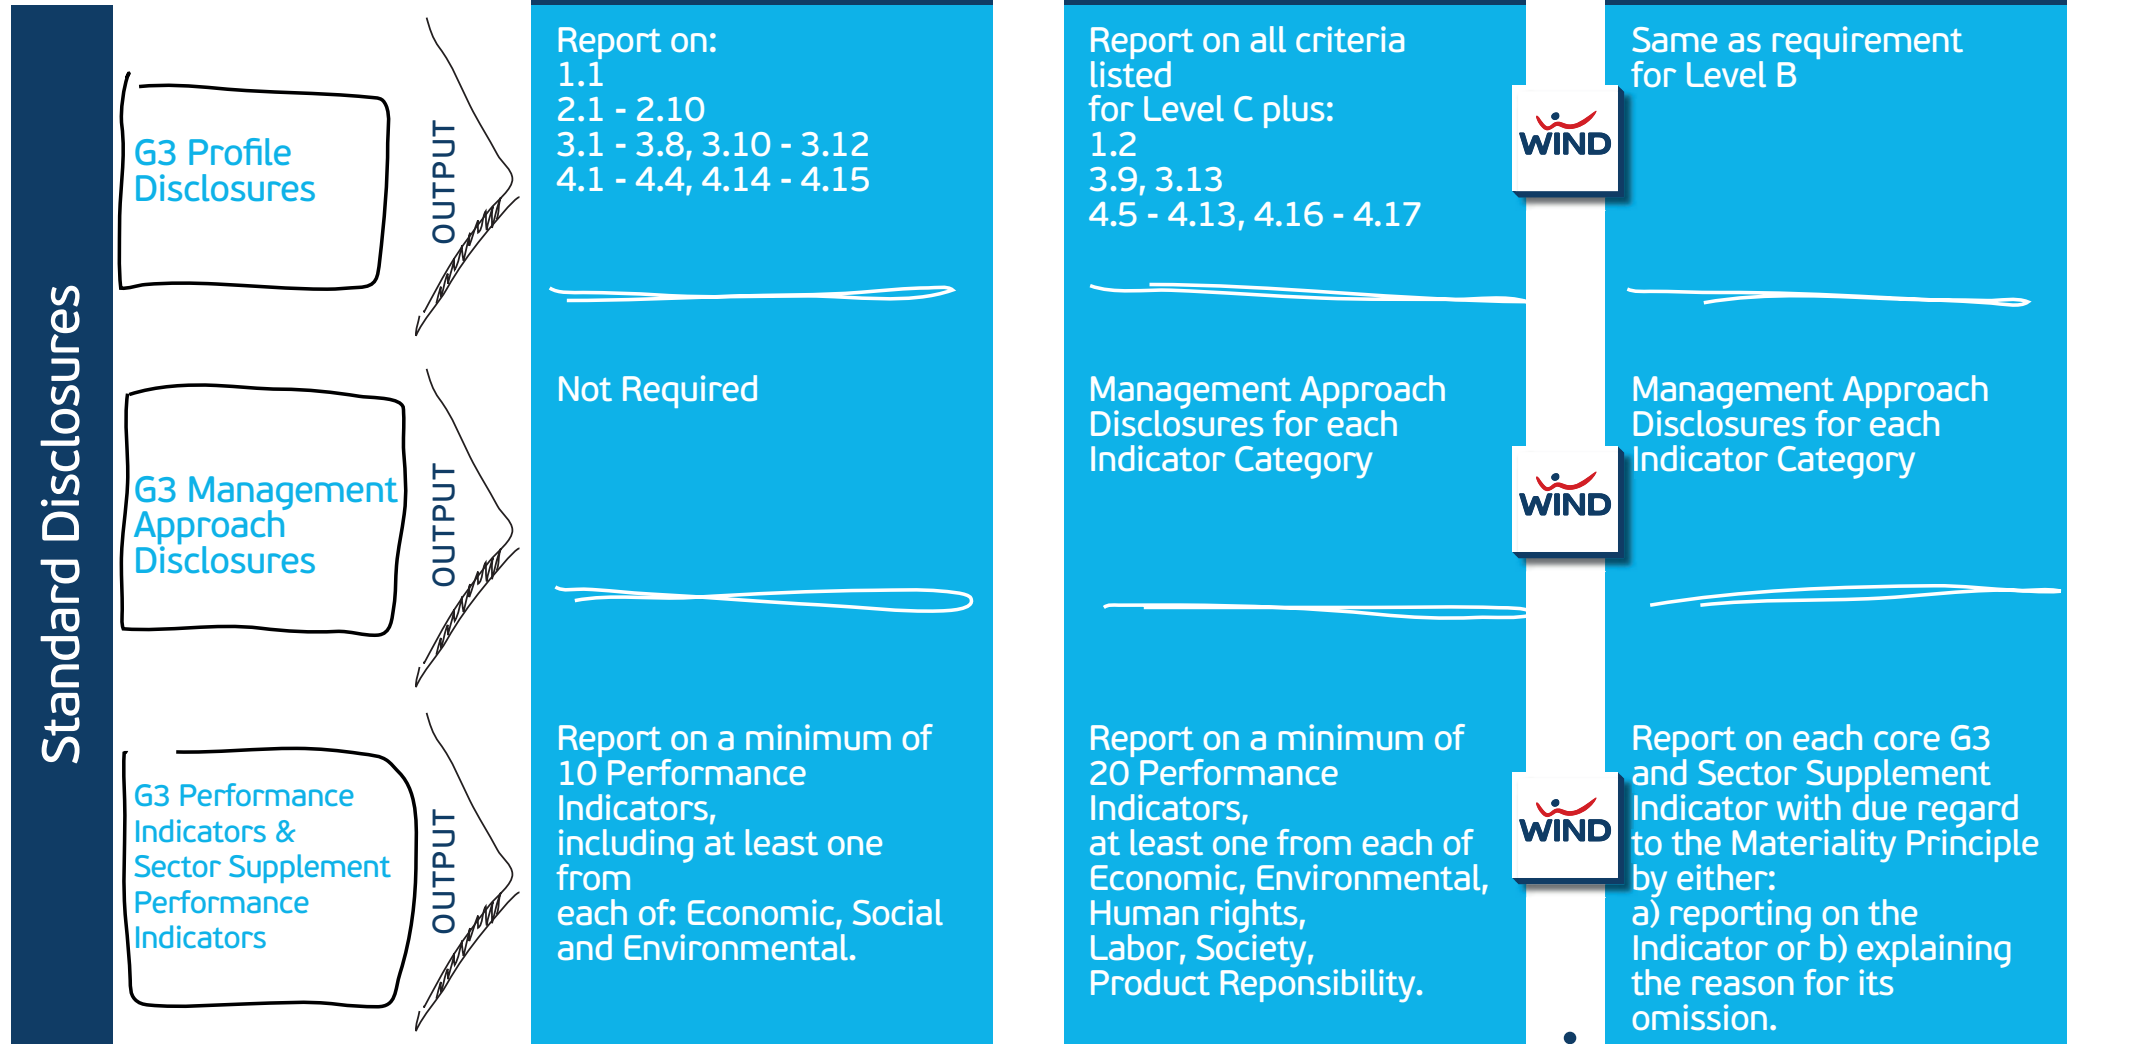 Standard Disclosures
G3 Profile
Disclosures
OUTPUT
Report on:
1.1
2.1 - 2.10
3.1 - 3.8, 3.10 - 3.12
4.1 - 4.4, 4.14 - 4.15
Report on all criteria
listed
for Level C plus:
1.2
3.9, 3.13
4.5 - 4.13, 4.16 - 4.17
WIND
Same as requirement
for Level B
G3 Management
Approach
Disclosures
OUTPUT
Not Required
Management Approach
Disclosures for each
Indicator Category
WIND
Management Approach
Disclosures for each
Indicator Category
G3 Performance
Indicators &
Sector Supplement
Performance
Indicators
OUTPUT
Report on a minimum of
10 Performance
Indicators,
including at least one
from
each of: Economic, Social
and Environmental.
Report on a minimum of
20 Performance
Indicators,
at least one from each of
Economic, Environmental,
Human rights,
Labor, Society,
Product Reponsibility.
WIND
Report on each core G3
and Sector Supplement
Indicator with due regard
to the Materiality Principle
by either:
a) reporting on the
Indicator or b) explaining
the reason for its
omission.